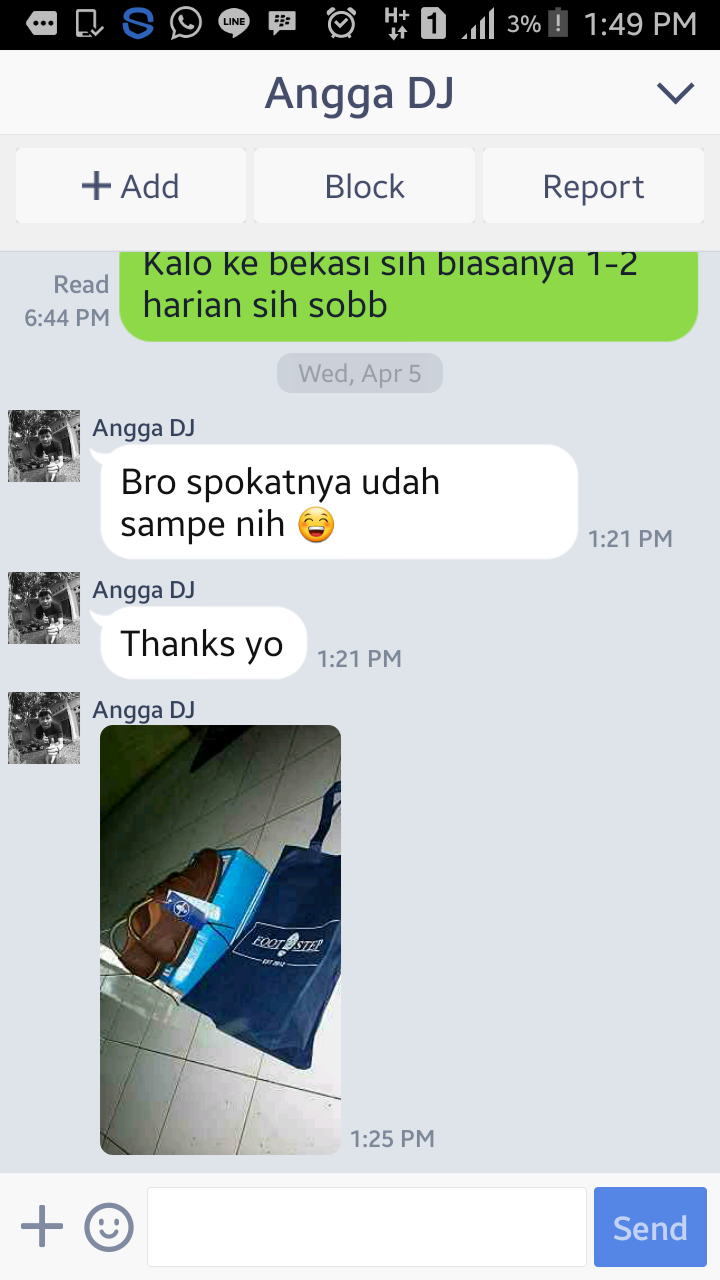 LINE
H+
1
3%
1:49 PM
Angga DJ
+ Add
Block
Report
Kalo ke bekasi sih biasanya 1-2
harian sih sobb
Read
6:44 PM
Wed, Apr 5
Angga DJ
Bro spokatnya udah
sampe nih 😁
1:21 PM
Angga DJ
Thanks yo
1:21 PM
Angga DJ
FOOT STEP
EST 2012
1:25 PM
Send